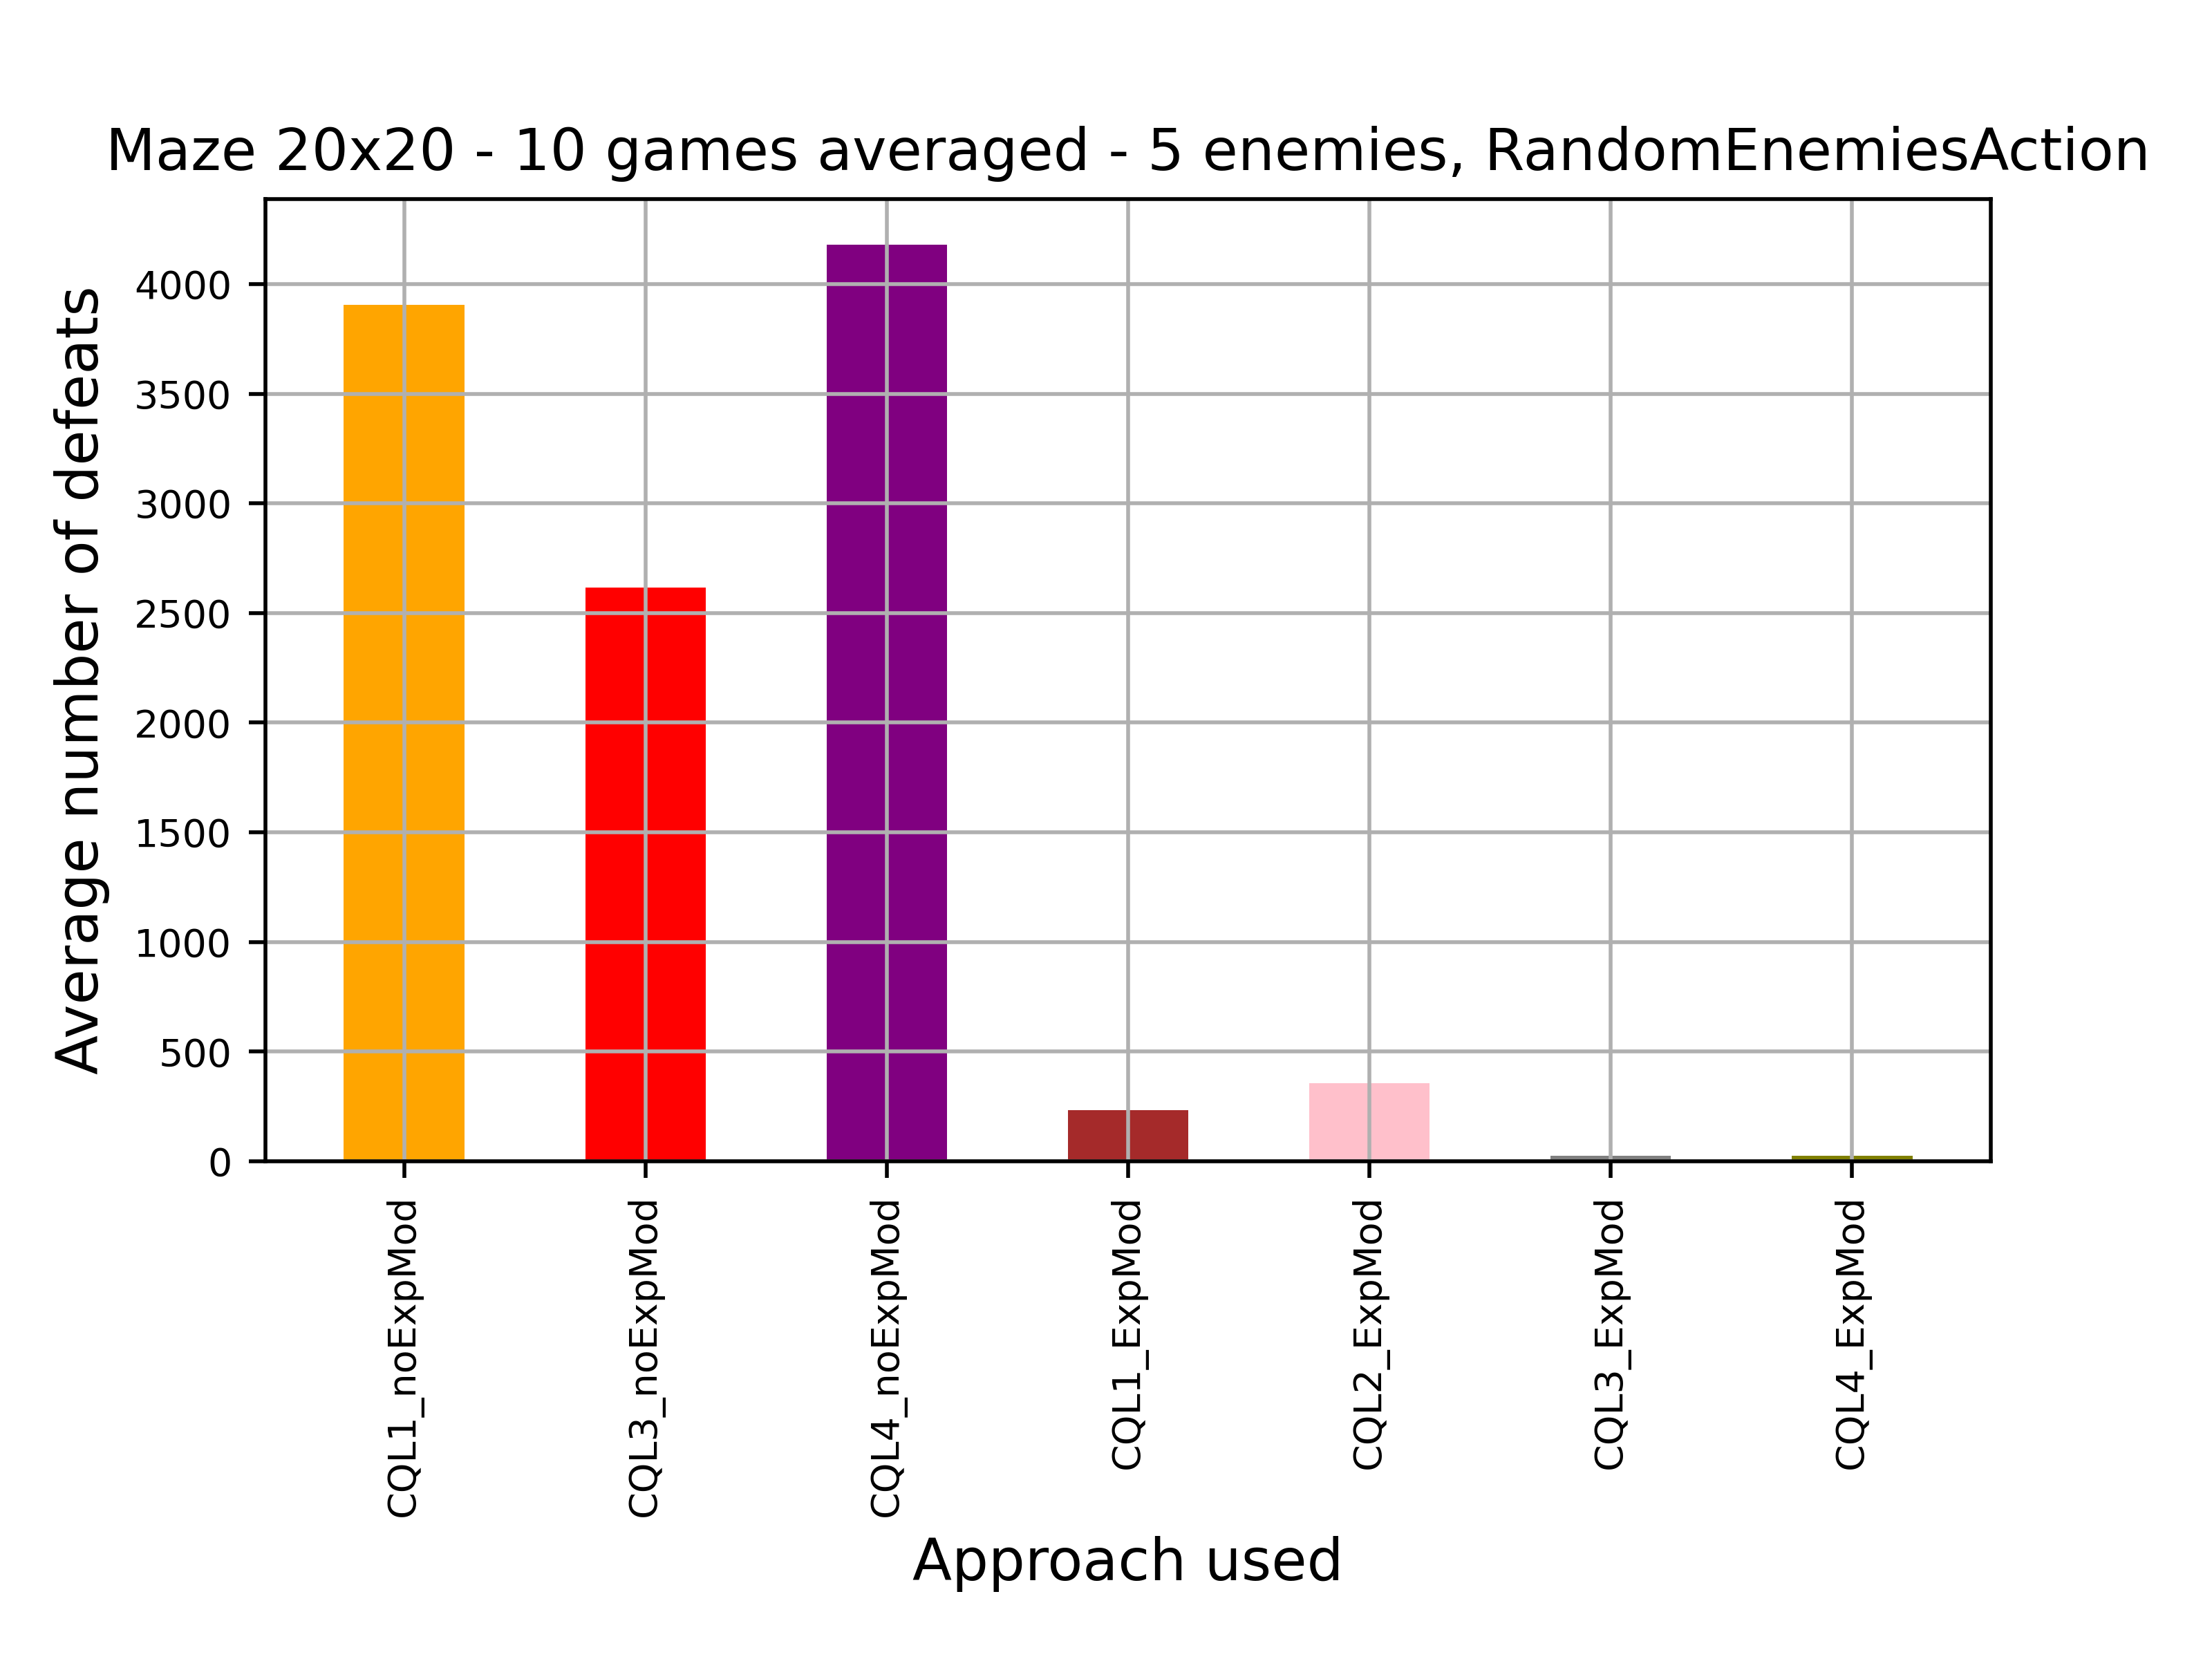 Maze 20x20 - 10 games averaged - 5 enemies, RandomEnemiesAction
Average number of defeats
4000
3500
3000
2500
2000
1500
1000
500
0
CQL1_noExpMod
CQL3_noExpMod
CQL4_noExpMod
CQL1_ExpMod
CQL2_ExpMod
CQL3_ExpMod
CQL4_ExpMod
Approach used